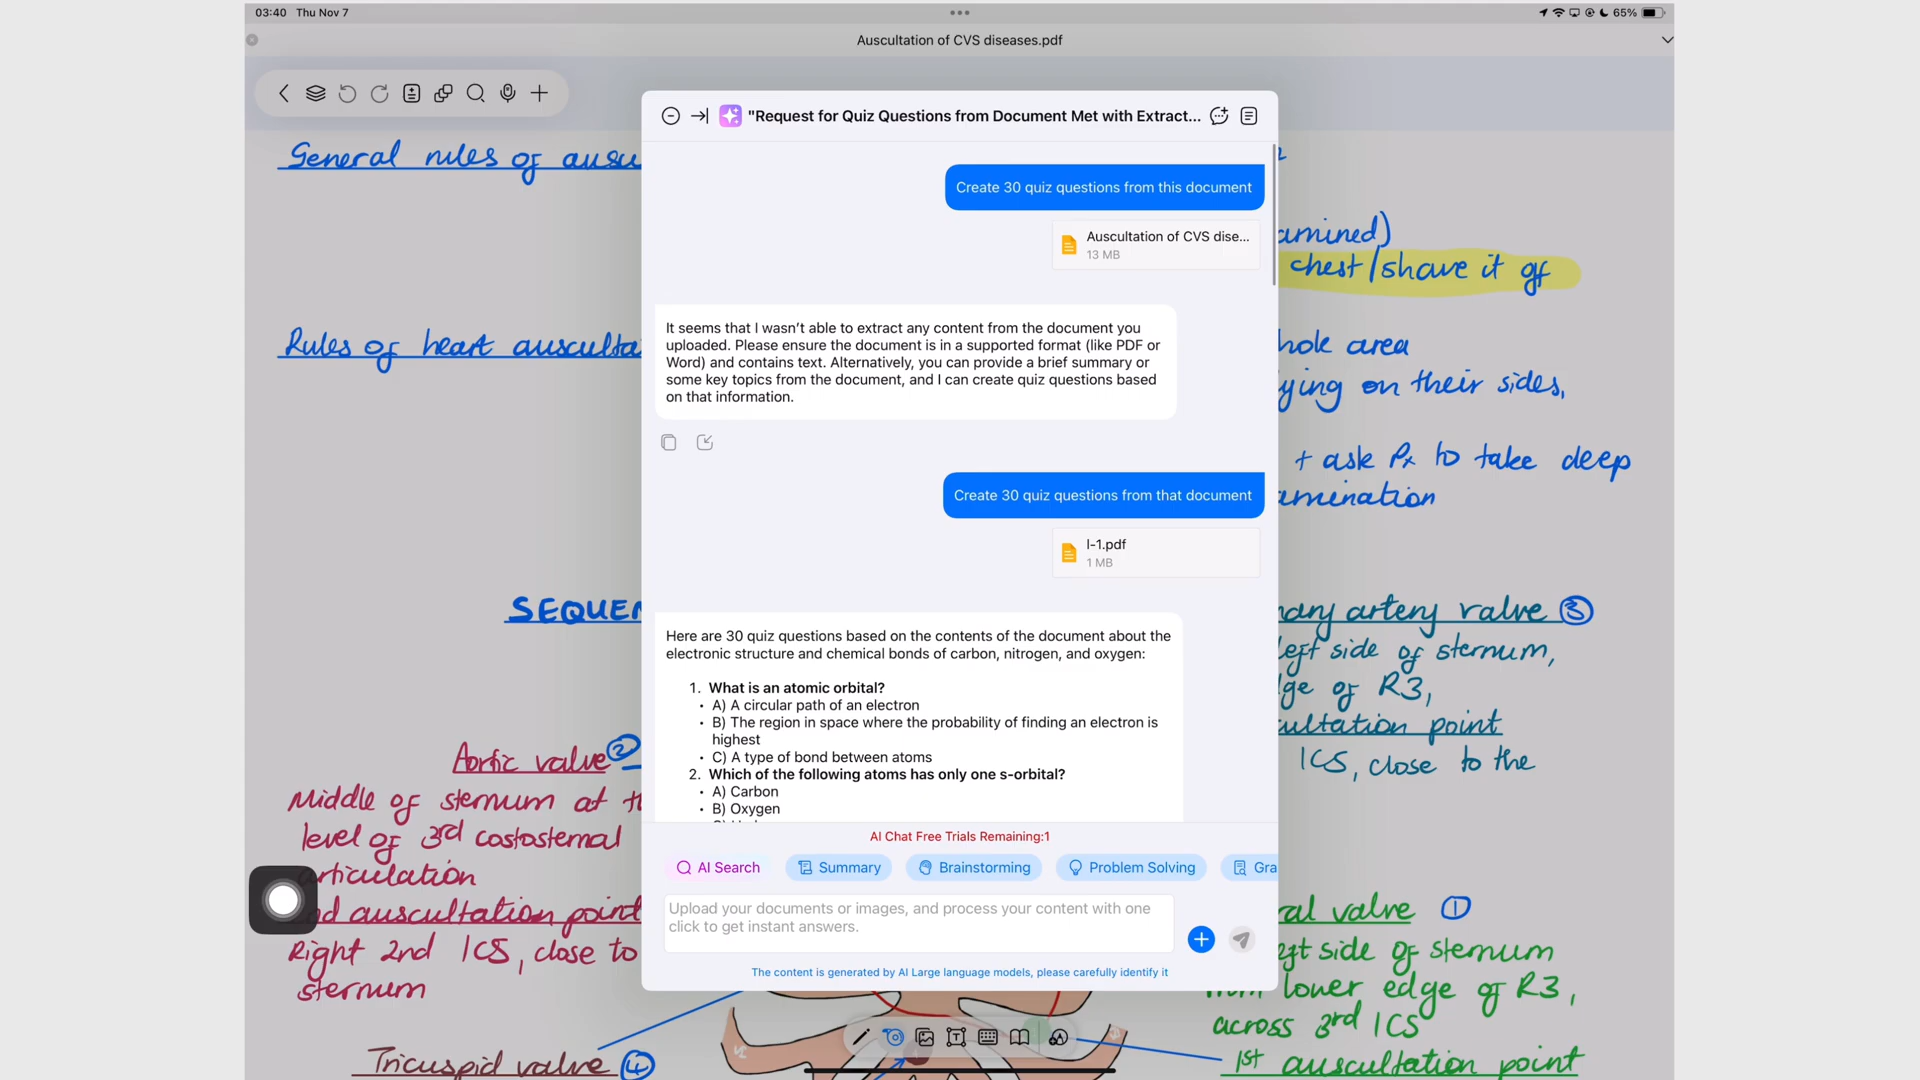 03:40 Thu Nov 7
65%
Auscultation of CVS diseases.pdf
"Request for Quiz Questions from Document Met with Extract...
General rules of auscu
Create 30 quiz questions from this document
Auscultation of CVS dise...
13 MB
amined)
chest/shave it off
It seems that I wasn't able to extract any content from the document you
uploaded. Please ensure the document is in a supported format (like PDF or
Word) and contains text. Alternatively, you can provide a brief summary or
some key topics from the document, and I can create quiz questions based
on that information.
Rules of heart ausculta
hole area
lying on their sides,
+ ask Px to take deep
amination
Create 30 quiz questions from that document
I-1.pdf
1 MB
Here are 30 quiz questions based on the contents of the document about the
electronic structure and chemical bonds of carbon, nitrogen, and oxygen:
1. What is an atomic orbital?
• A) A circular path of an electron
• B) The region in space where the probability of finding an electron is
highest
• C) A type of bond between atoms
2. Which of the following atoms has only one s-orbital?
• A) Carbon
• B) Oxygen
SEQUEN
nary artery valve 3
left side of sternum,
ge of R3,
cultation point
ICS, close to the
Aortic valve 2
Middle of sternum at th
level of 3rd costosternal
articulation
2nd auscultation point
Right 2nd ICS, close to
sternum
AI Chat Free Trials Remaining:1
AI Search
Summary
Brainstorming
Problem Solving
Gra
Upload your documents or images, and process your content with one
click to get instant answers.
The content is generated by AI Large language models, please carefully identify it
ral valve 1
left side of sternum
from lower edge of R3,
across 3rd ICS
1st auscultation point
Tricuspid valve 4